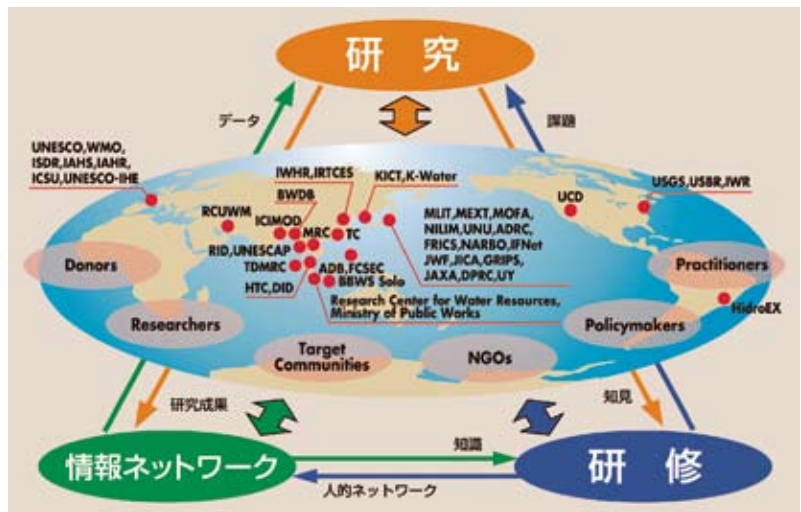 研 究
データ
課題
UNESCO,WMO,
ISDR,IAHS,IAHR,
ICSU,UNESCO-IHE
IWHR,IRTCES
KICT,K-Water
BWDB
USGS,USBR,IWR
RCUWM
ICIMOD
UCD
MRC
TC
MLIT,MEXT,MOFA,
NILIM,UNU,ADRC,
FRICS,NARBO,IFNet
JWF,JICA,GRIPS,
JAXA,DPRC,UY
RID,UNESCAP
Donors
TDMRC
ADB,FCSEC
Practitioners
HTC,DID
BBWS Solo
Research Center for Water Resources,
Ministry of Public Works
HidroEX
Researchers
Policymakers
Target
Communities
NGOs
研究成果
知見
情報ネットワーク
知識
研 修
人的ネットワーク